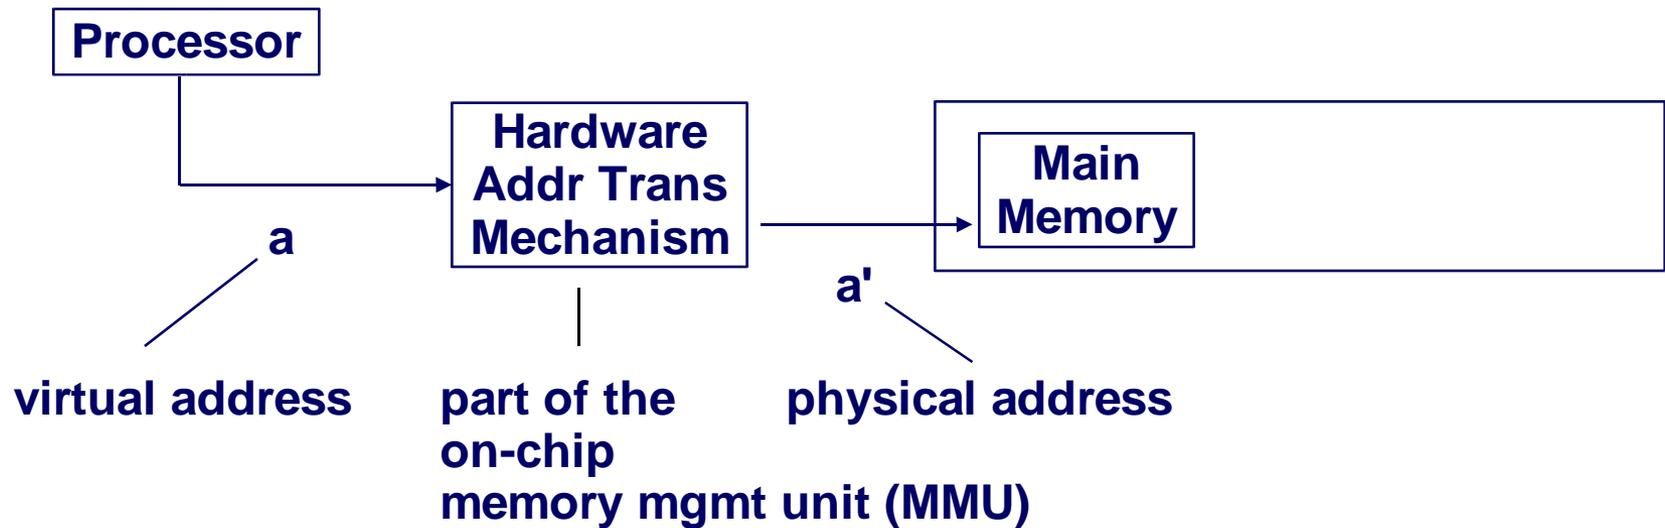 Processor
Hardware
Addr Trans
Mechanism
Main
Memory
a
a'
virtual address
part of the
on-chip
memory mgmt unit (MMU)
physical address